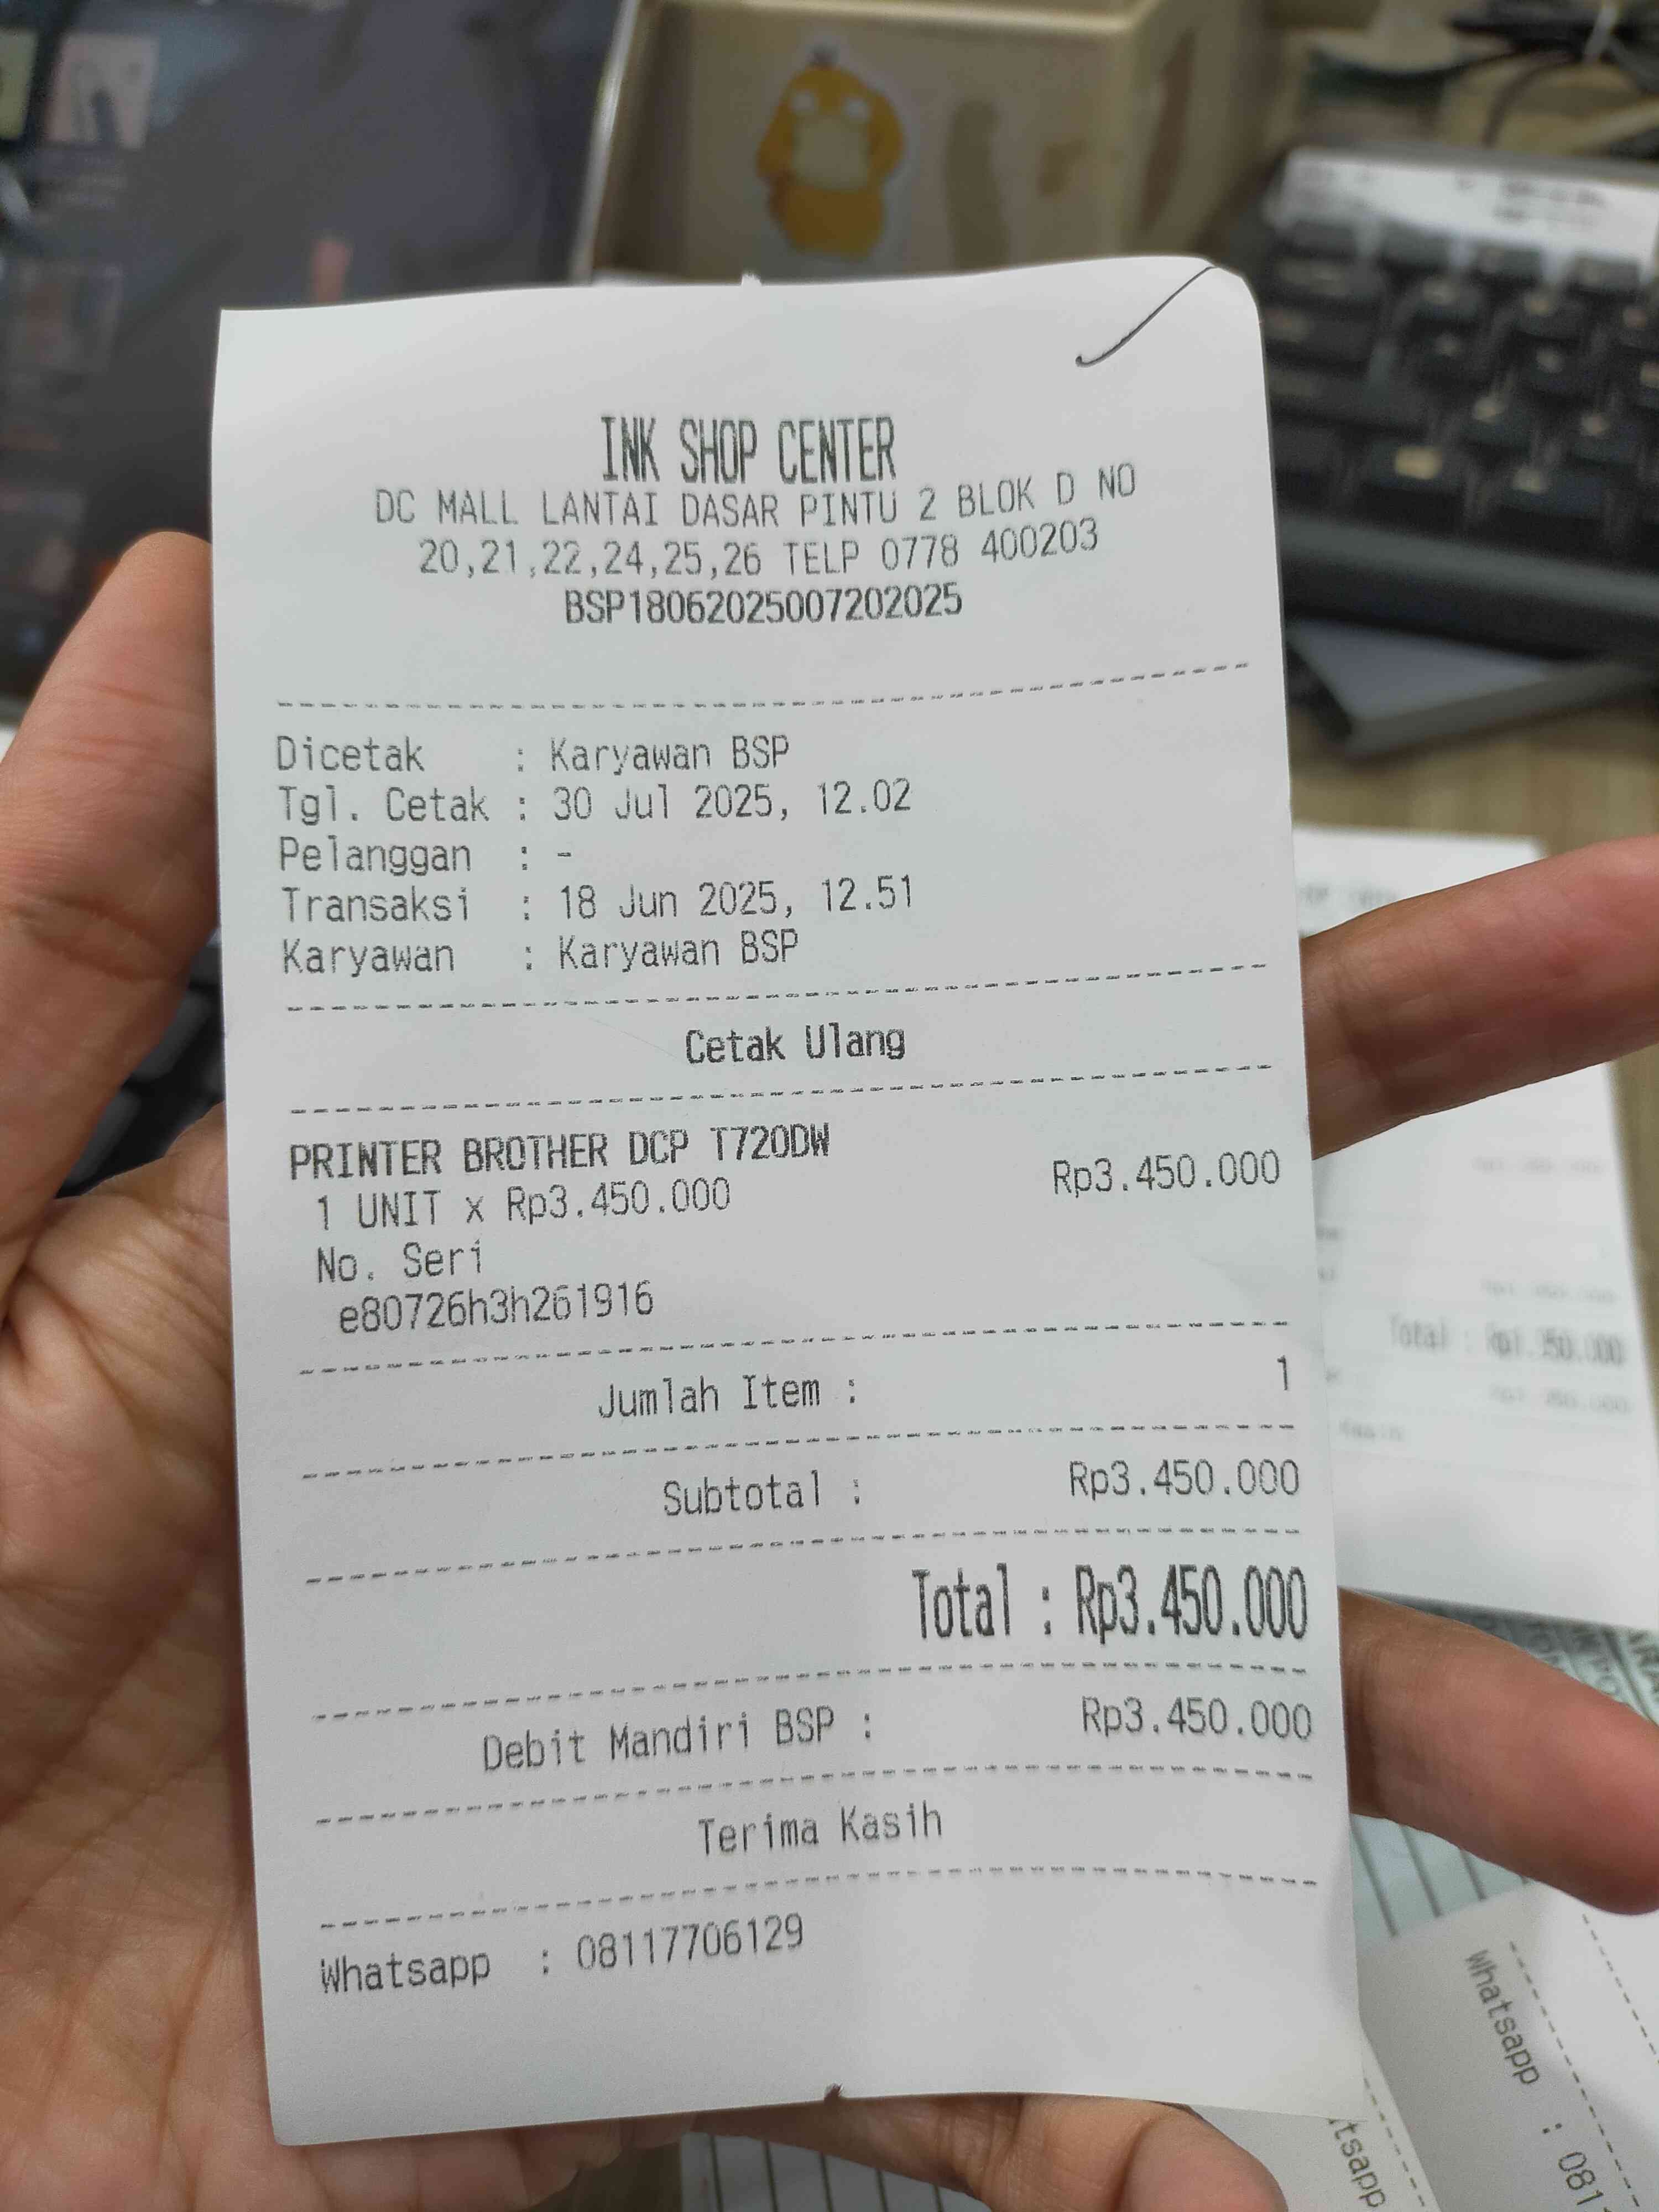 INK SHOP CENTER
DC MALL LANTAI DASAR PINTU 2 BLOK D NO
20,21,22,24,25,26 TELP 0778 400203
BSP18062025007202025
Dicetak : Karyawan BSP
Tgl. Cetak : 30 Jul 2025, 12.02
Pelanggan : -
Transaksi : 18 Jun 2025, 12.51
Karyawan : Karyawan BSP
Cetak Ulang
PRINTER BROTHER DCP T720DW
1 UNIT x Rp3.450.000 Rp3.450.000
No. Seri
e80726h3h261916
Jumlah Item : 1
Subtotal : Rp3.450.000
Total : Rp3.450.000
Debit Mandiri BSP : Rp3.450.000
Terima Kasih
Whatsapp : 08117706129
Total :
Whatsapp : 081
tsapp